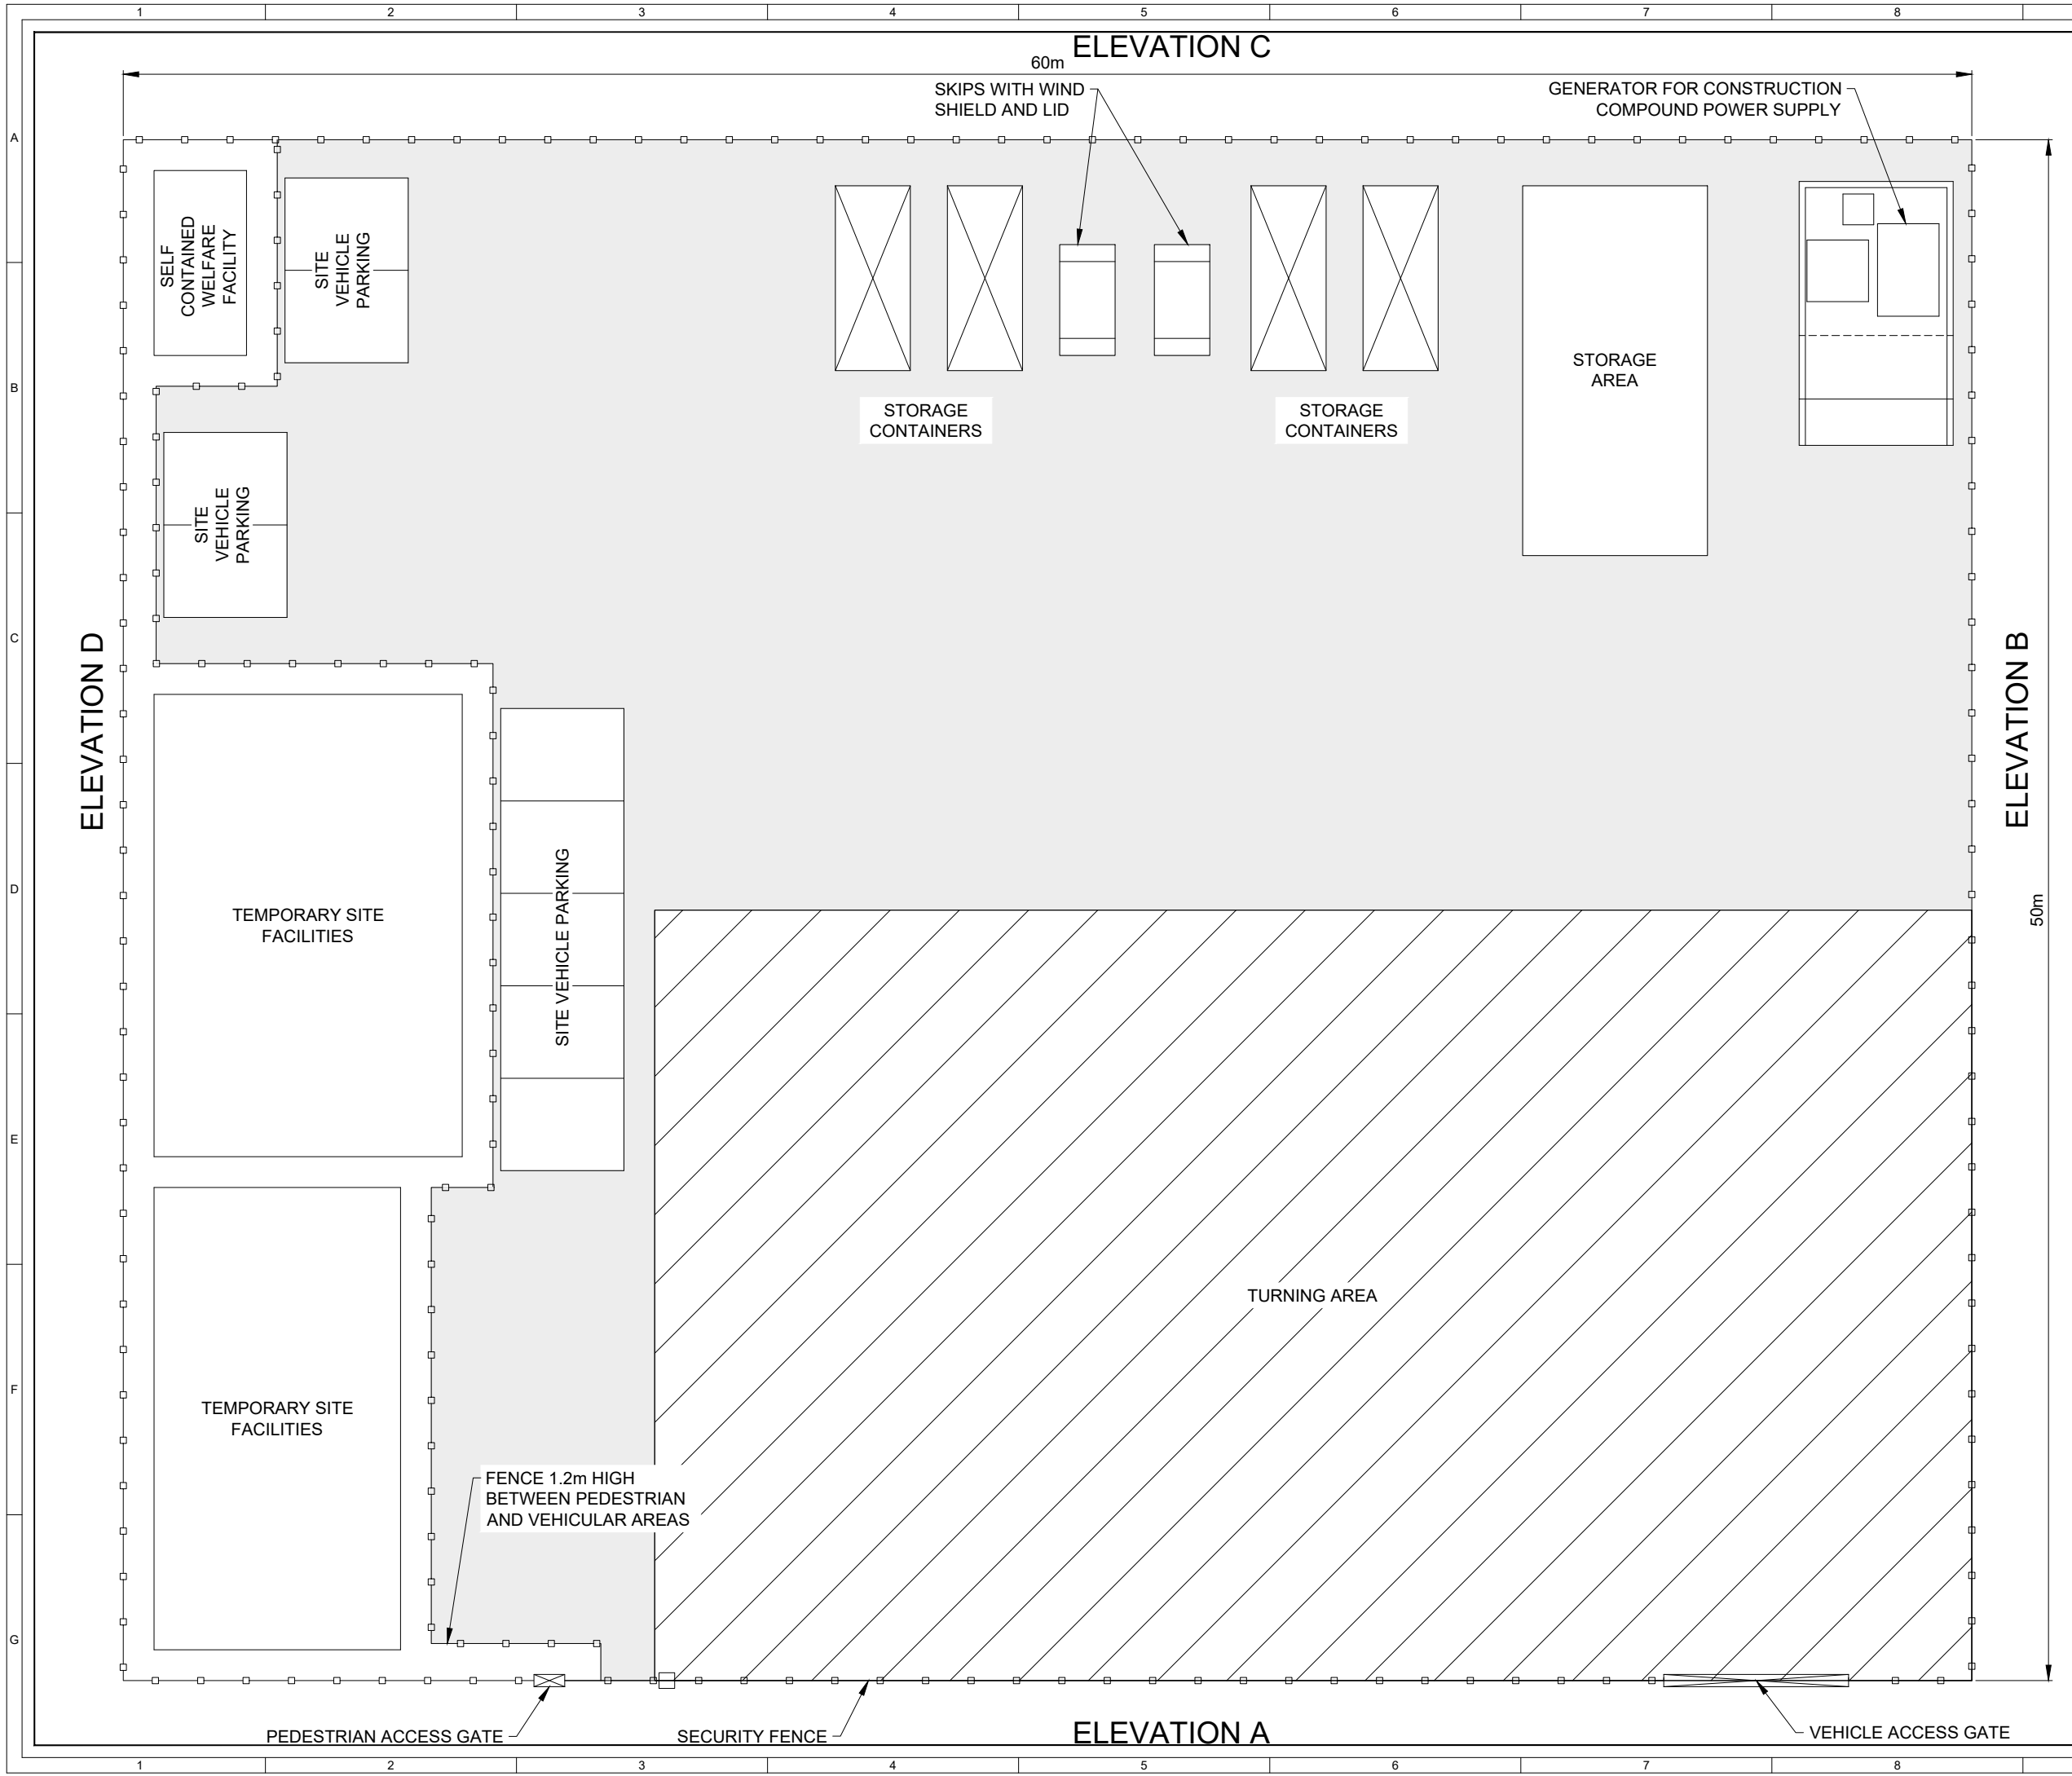 1 2 3 4 5 6 7 8
ELEVATION C
60m
SKIPS WITH WIND
SHIELD AND LID
GENERATOR FOR CONSTRUCTION
COMPOUND POWER SUPPLY
A
SELF
CONTAINED
WELFARE
FACILITY
SITE
VEHICLE
PARKING
STORAGE
AREA
B
STORAGE
CONTAINERS
STORAGE
CONTAINERS
SITE
VEHICLE
PARKING
C
ELEVATION D
ELEVATION B
D
TEMPORARY SITE
FACILITIES
SITE VEHICLE PARKING
50m
E
TURNING AREA
F
TEMPORARY SITE
FACILITIES
FENCE 1.2m HIGH
BETWEEN PEDESTRIAN
AND VEHICULAR AREAS
G
PEDESTRIAN ACCESS GATE
SECURITY FENCE
ELEVATION A
VEHICLE ACCESS GATE
1 2 3 4 5 6 7 8